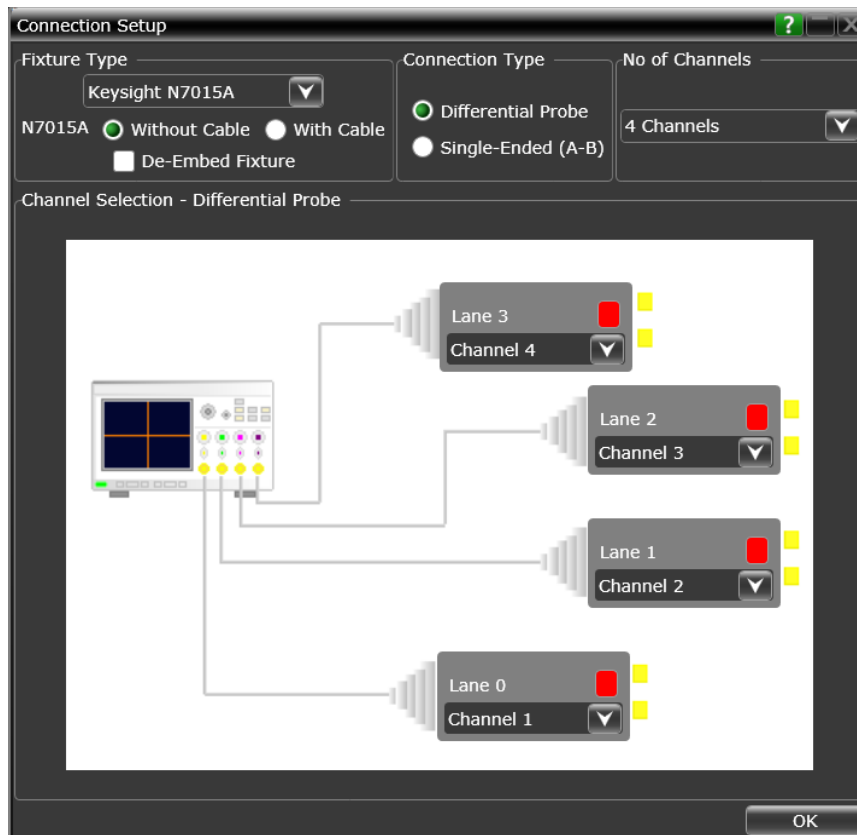 Connection Setup
?
Fixture Type
Connection Type
No of Channels
Keysight N7015A
N7015A Without Cable With Cable
De-Embed Fixture
Differential Probe
Single-Ended (A-B)
4 Channels
Channel Selection - Differential Probe
Lane 3
Channel 4
Lane 2
Channel 3
Lane 1
Channel 2
Lane 0
Channel 1
OK